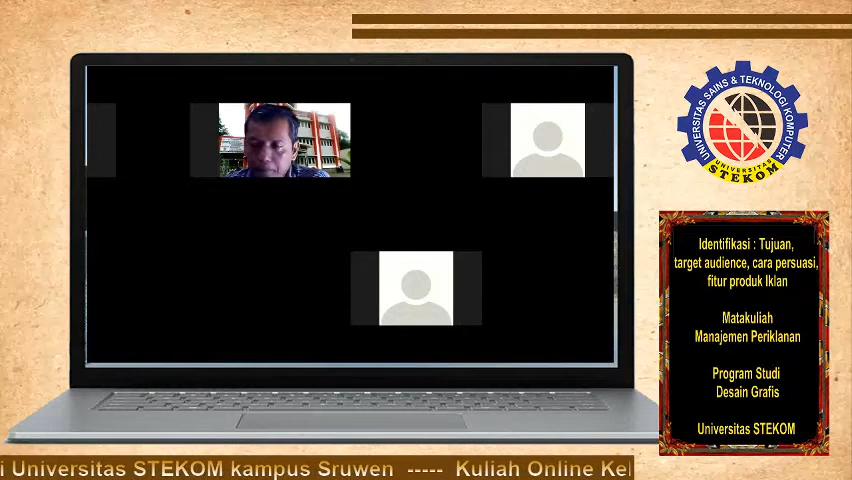 UNIVERSITAS SAINS & TEKNOLOGI KOMPUTER
UNIVERSITAS
STEKOM
Identifikasi : Tujuan,
target audience, cara persuasi,
fitur produk Iklan
Matakuliah
Manajemen Periklanan
Program Studi
Desain Grafis
Universitas STEKOM
i Universitas STEKOM kampus Sruwen ----- Kuliah Online Kel